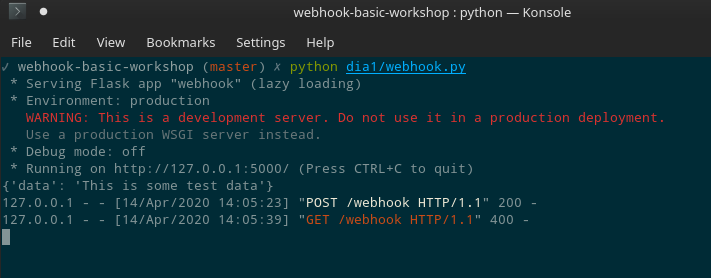 webhook-basic-workshop : python — Konsole
File Edit View Bookmarks Settings Help
✓ webhook-basic-workshop (master) ✗ python dia1/webhook.py
* Serving Flask app "webhook" (lazy loading)
* Environment: production
WARNING: This is a development server. Do not use it in a production deployment.
Use a production WSGI server instead.
* Debug mode: off
* Running on http://127.0.0.1:5000/ (Press CTRL+C to quit)
{'data': 'This is some test data'}
127.0.0.1 - - [14/Apr/2020 14:05:23] "POST /webhook HTTP/1.1" 200 -
127.0.0.1 - - [14/Apr/2020 14:05:39] "GET /webhook HTTP/1.1" 400 -